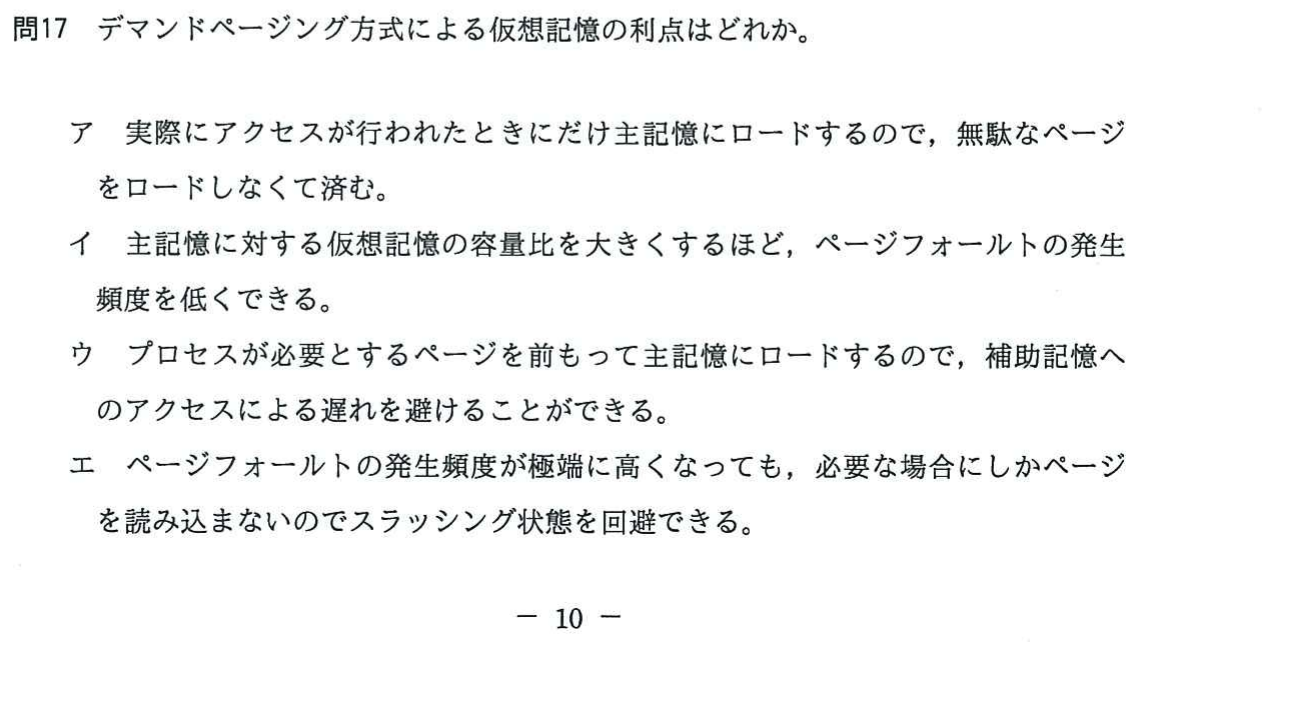 問17　デマンドページング方式による仮想記憶の利点はどれか。
ア　実際にアクセスが行われたときにだけ主記憶にロードするので，無駄なページ
をロードしなくて済む。
イ　主記憶に対する仮想記憶の容量比を大きくするほど，ページフォールトの発生
頻度を低くできる。
ウ　プロセスが必要とするページを前もって主記憶にロードするので，補助記憶へ
のアクセスによる遅れを避けることができる。
エ　ページフォールトの発生頻度が極端に高くなっても，必要な場合にしかページ
を読み込まないのでスラッシング状態を回避できる。
－ 10 －